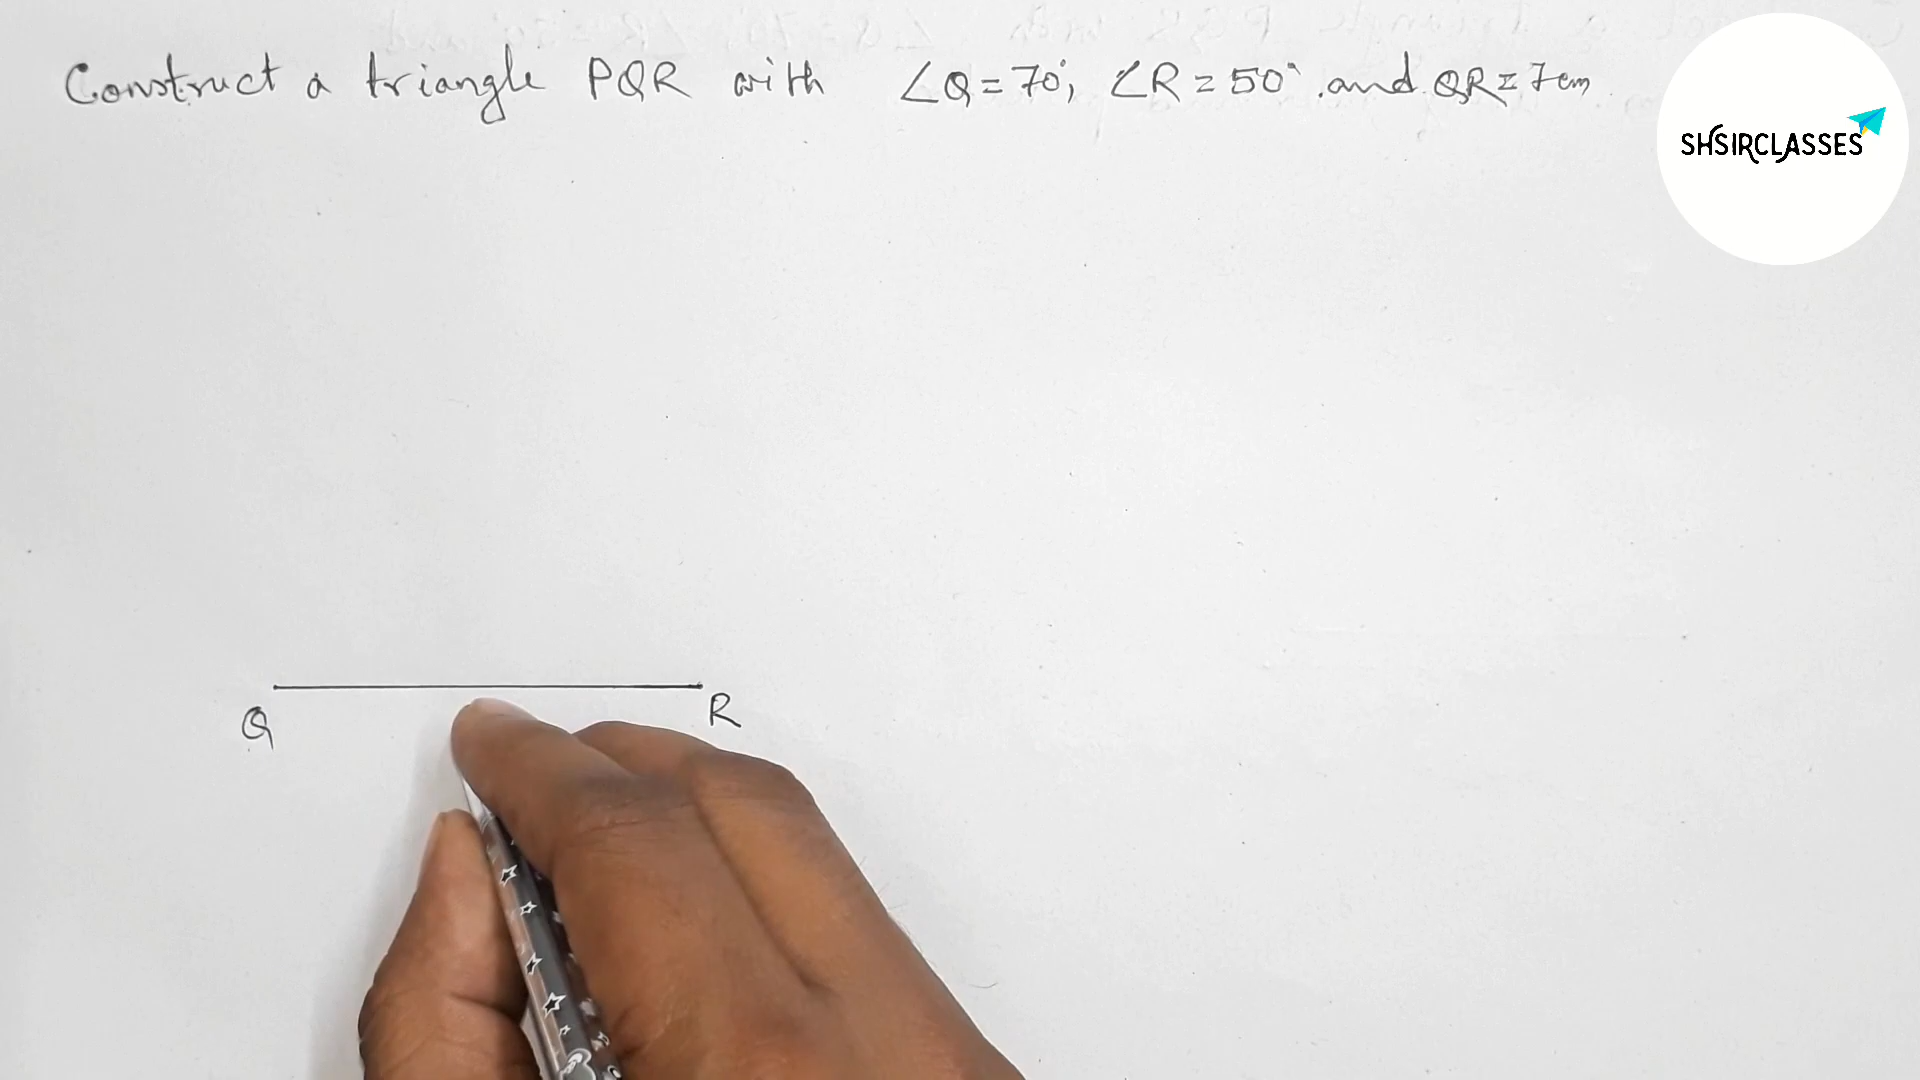 Construct a triangle PQR with ∠Q = 70°, ∠R = 50° and QR = 7cm
SHSIRCLASSES
Q R